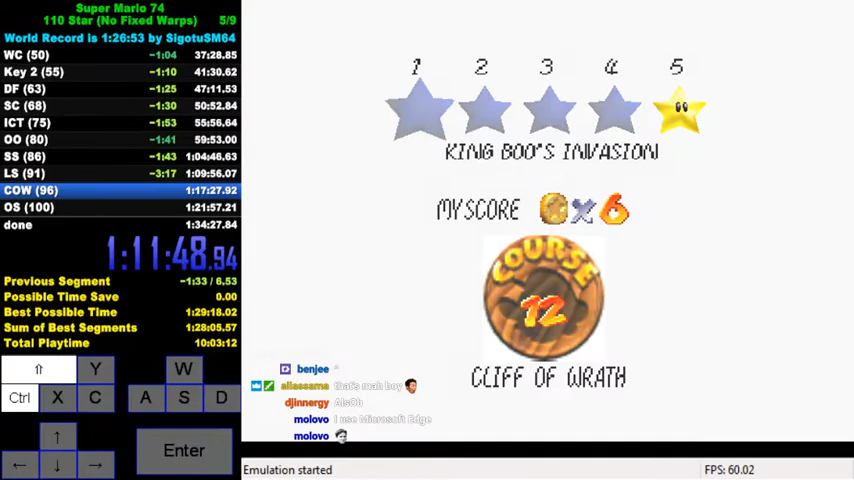 Super Mario 74
110 Star (No Fixed Warps) 5/9
World Record is 1:26:53 by SigotuSM64
WC (50) −1:04 37:28.85
Key 2 (55) −1:10 41:30.62
DF (63) −1:25 47:11.53
SC (68) −1:30 50:52.84
ICT (75) −1:53 55:56.64
OO (80) −1:41 59:53.00
SS (86) −1:43 1:04:46.63
LS (91) −3:17 1:09:56.07
COW (96) 1:17:27.92
OS (100) 1:21:57.21
done 1:34:27.84
1:11:48.94
Previous Segment −1:33 / 6.53
Possible Time Save 0.00
Best Possible Time 1:29:18.02
Sum of Best Segments 1:28:05.57
Total Playtime 10:03:12
⇧ Y W
Ctrl X C A S D
↑
← ↓ → Enter
1 2 3 4 5
KING BOO'S INVASION
MY SCORE × 6
COURSE
12
CLIFF OF WRATH
benjee ^
aliassama that's mah boy
djinnergy AlsOb
molovo I use Microsoft Edge
molovo
Emulation started FPS: 60.02